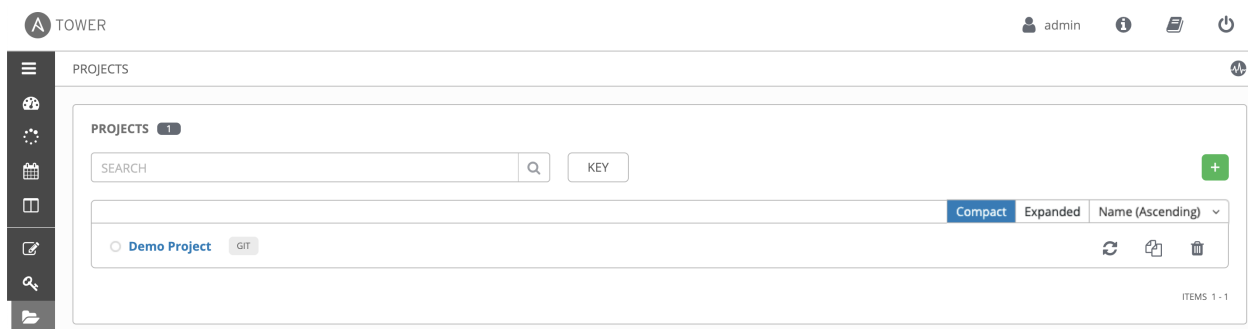 TOWER
admin
PROJECTS
PROJECTS 1
SEARCH
KEY
+
Compact Expanded Name (Ascending)
Demo Project GIT
ITEMS 1 - 1